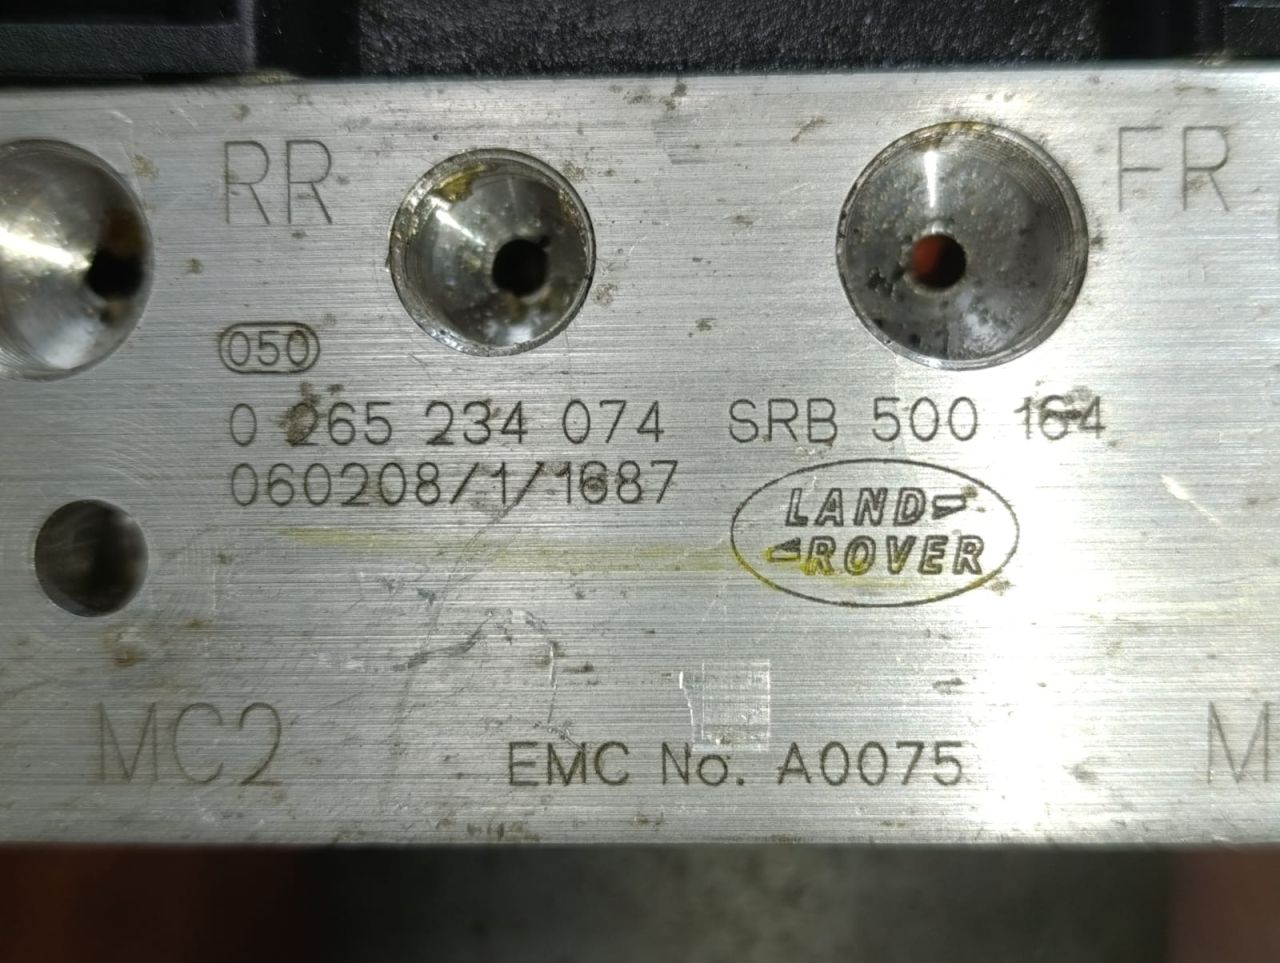 RR FR
050
0 265 234 074 SRB 500 164
060208/1/1687
LAND
ROVER
MC2 M
EMC No. A0075